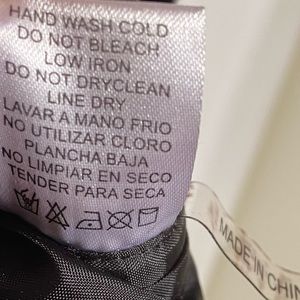 HAND WASH COLD
DO NOT BLEACH
LOW IRON
DO NOT DRYCLEAN
LINE DRY
LAVAR A MANO FRIO
NO UTILIZAR CLORO
PLANCHA BAJA
NO LIMPIAR EN SECO
TENDER PARA SECA
MADE IN CHIN